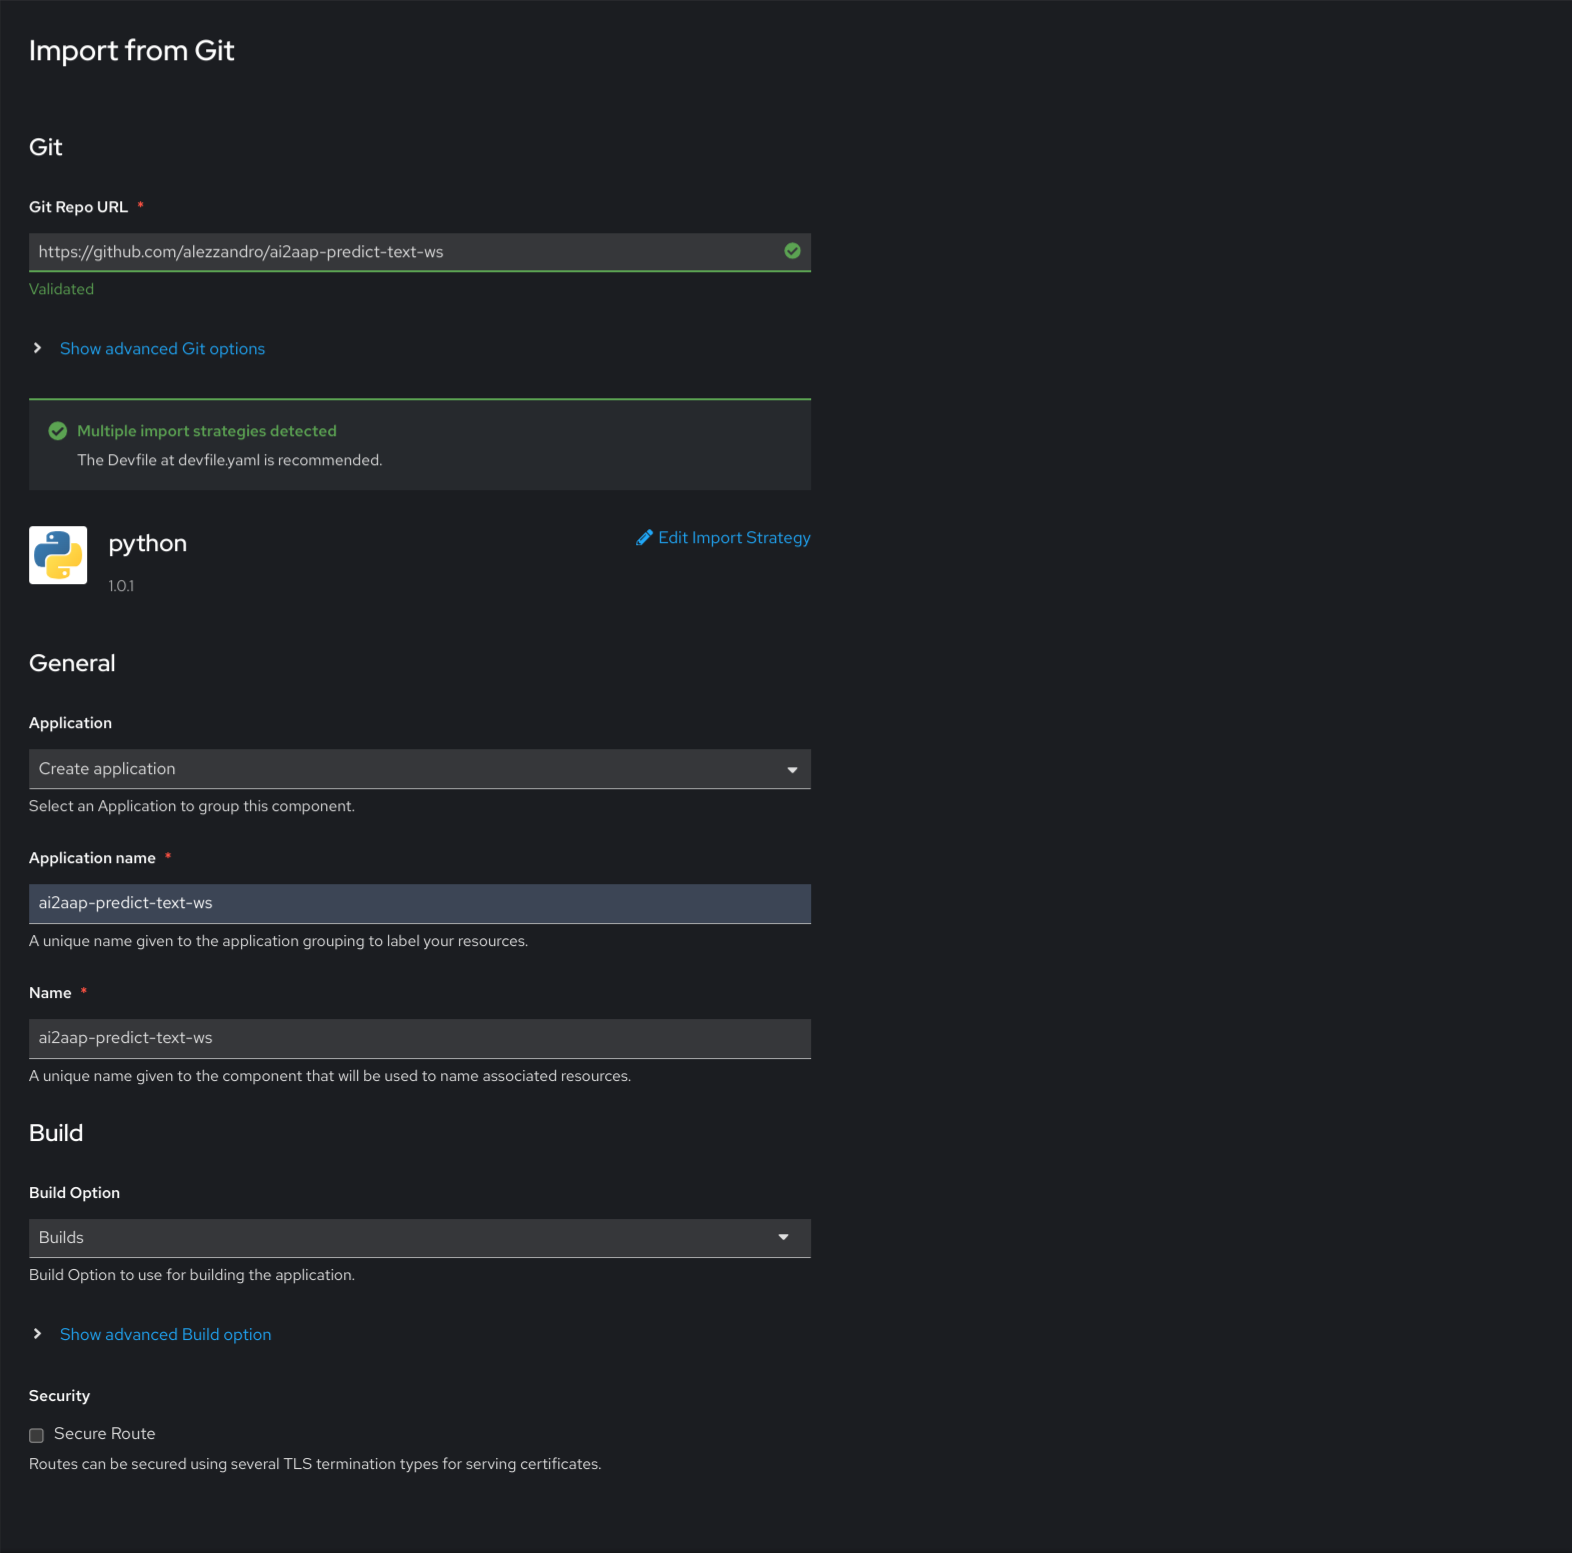 Import from Git
Git
Git Repo URL *
https://github.com/alezzandro/ai2aap-predict-text-ws
Validated
Show advanced Git options
Multiple import strategies detected
The Devfile at devfile.yaml is recommended.
python
Edit Import Strategy
1.0.1
General
Application
Create application
Select an Application to group this component.
Application name *
ai2aap-predict-text-ws
A unique name given to the application grouping to label your resources.
Name *
ai2aap-predict-text-ws
A unique name given to the component that will be used to name associated resources.
Build
Build Option
Builds
Build Option to use for building the application.
Show advanced Build option
Security
Secure Route
Routes can be secured using several TLS termination types for serving certificates.